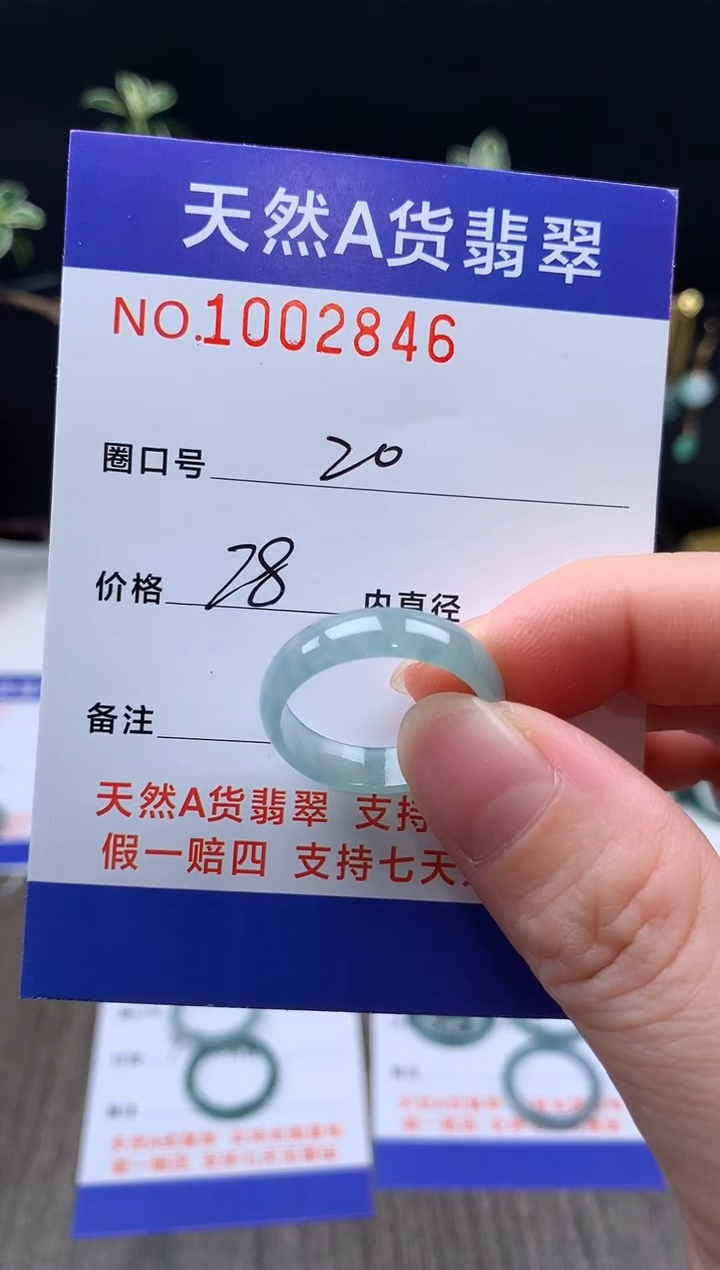 天然A货翡翠
NO.1002846
圈口号 20
价格 28 内直径
备注
天然A货翡翠 支持
假一赔四 支持七天